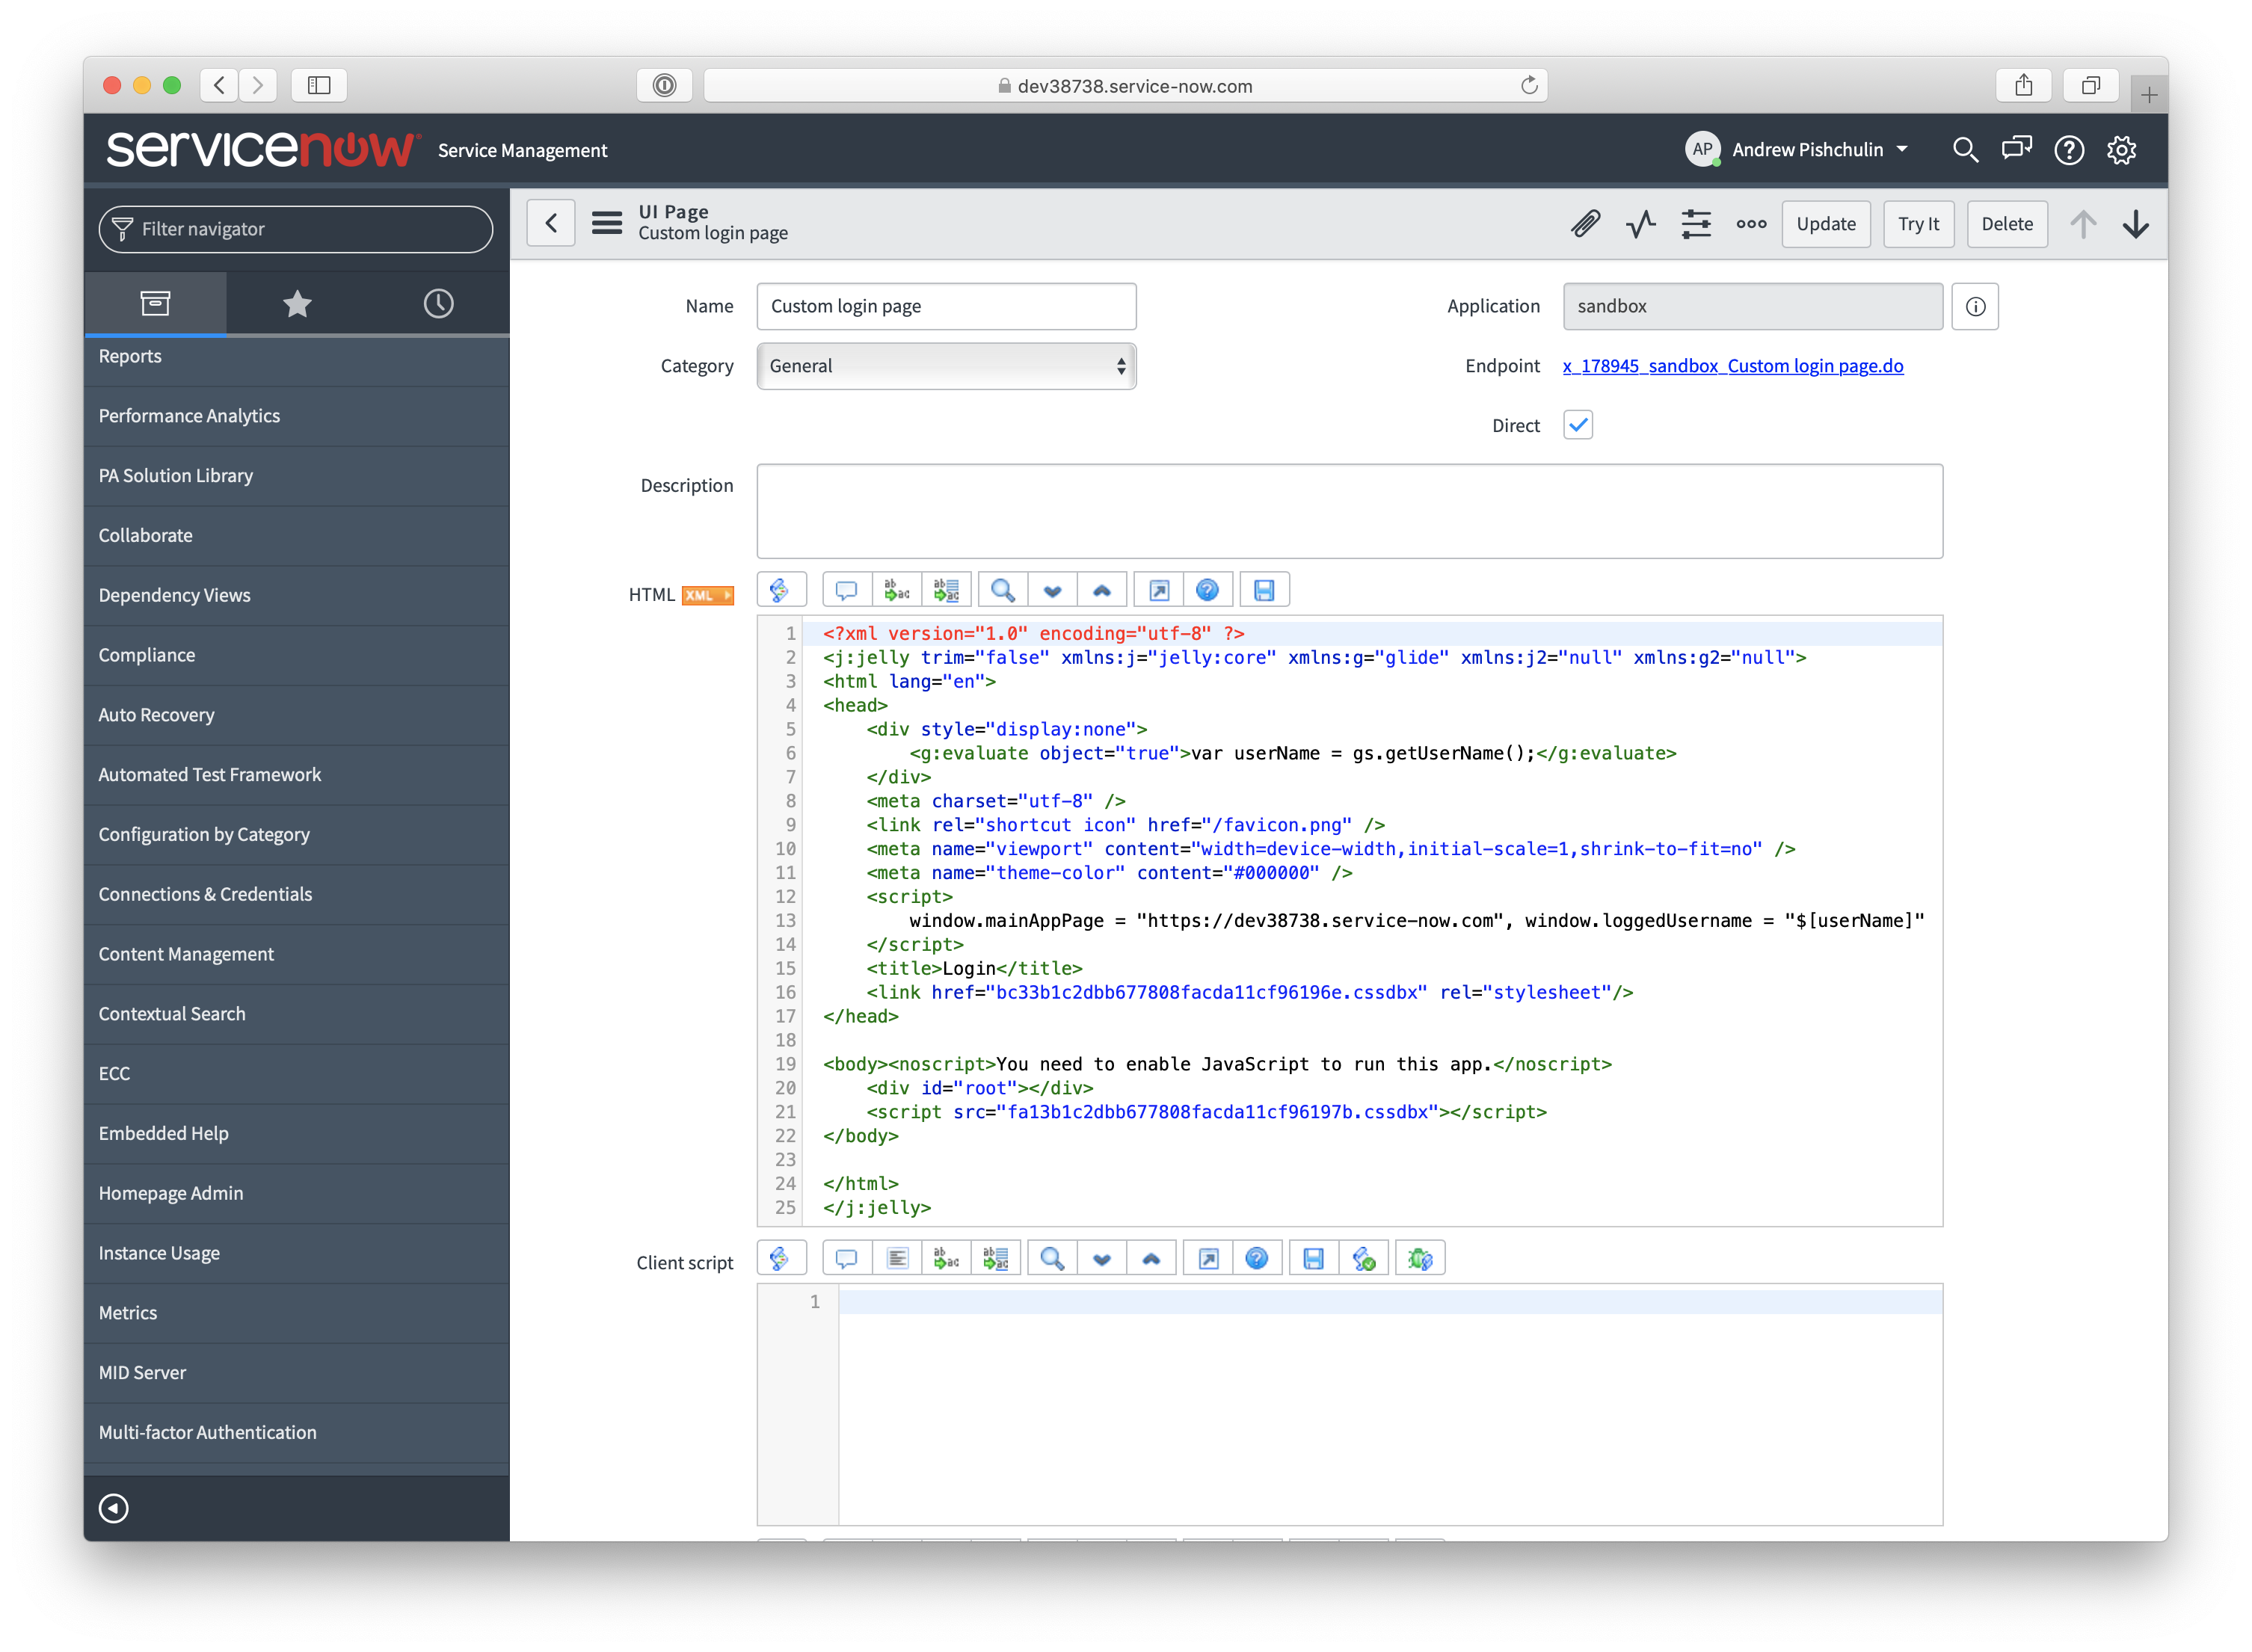 dev38738.service-now.com
servicenow Service Management
AP Andrew Pishchulin
Filter navigator
Reports
Performance Analytics
PA Solution Library
Collaborate
Dependency Views
Compliance
Auto Recovery
Automated Test Framework
Configuration by Category
Connections & Credentials
Content Management
Contextual Search
ECC
Embedded Help
Homepage Admin
Instance Usage
Metrics
MID Server
Multi-factor Authentication
UI Page
Custom login page
Update Try It Delete
Name Custom login page
Application sandbox
Category General
Endpoint x_178945_sandbox_Custom login page.do
Direct
Description
HTML XML
1 <?xml version="1.0" encoding="utf-8" ?>
2 <j:jelly trim="false" xmlns:j="jelly:core" xmlns:g="glide" xmlns:j2="null" xmlns:g2="null">
3 <html lang="en">
4 <head>
5 <div style="display:none">
6 <g:evaluate object="true">var userName = gs.getUserName();</g:evaluate>
7 </div>
8 <meta charset="utf-8" />
9 <link rel="shortcut icon" href="/favicon.png" />
10 <meta name="viewport" content="width=device-width,initial-scale=1,shrink-to-fit=no" />
11 <meta name="theme-color" content="#000000" />
12 <script>
13 window.mainAppPage = "https://dev38738.service-now.com", window.loggedUsername = "$[userName]"
14 </script>
15 <title>Login</title>
16 <link href="bc33b1c2dbb677808facda11cf96196e.cssdbx" rel="stylesheet"/>
17 </head>
18
19 <body><noscript>You need to enable JavaScript to run this app.</noscript>
20 <div id="root"></div>
21 <script src="fa13b1c2dbb677808facda11cf96197b.cssdbx"></script>
22 </body>
23
24 </html>
25 </j:jelly>
Client script
1